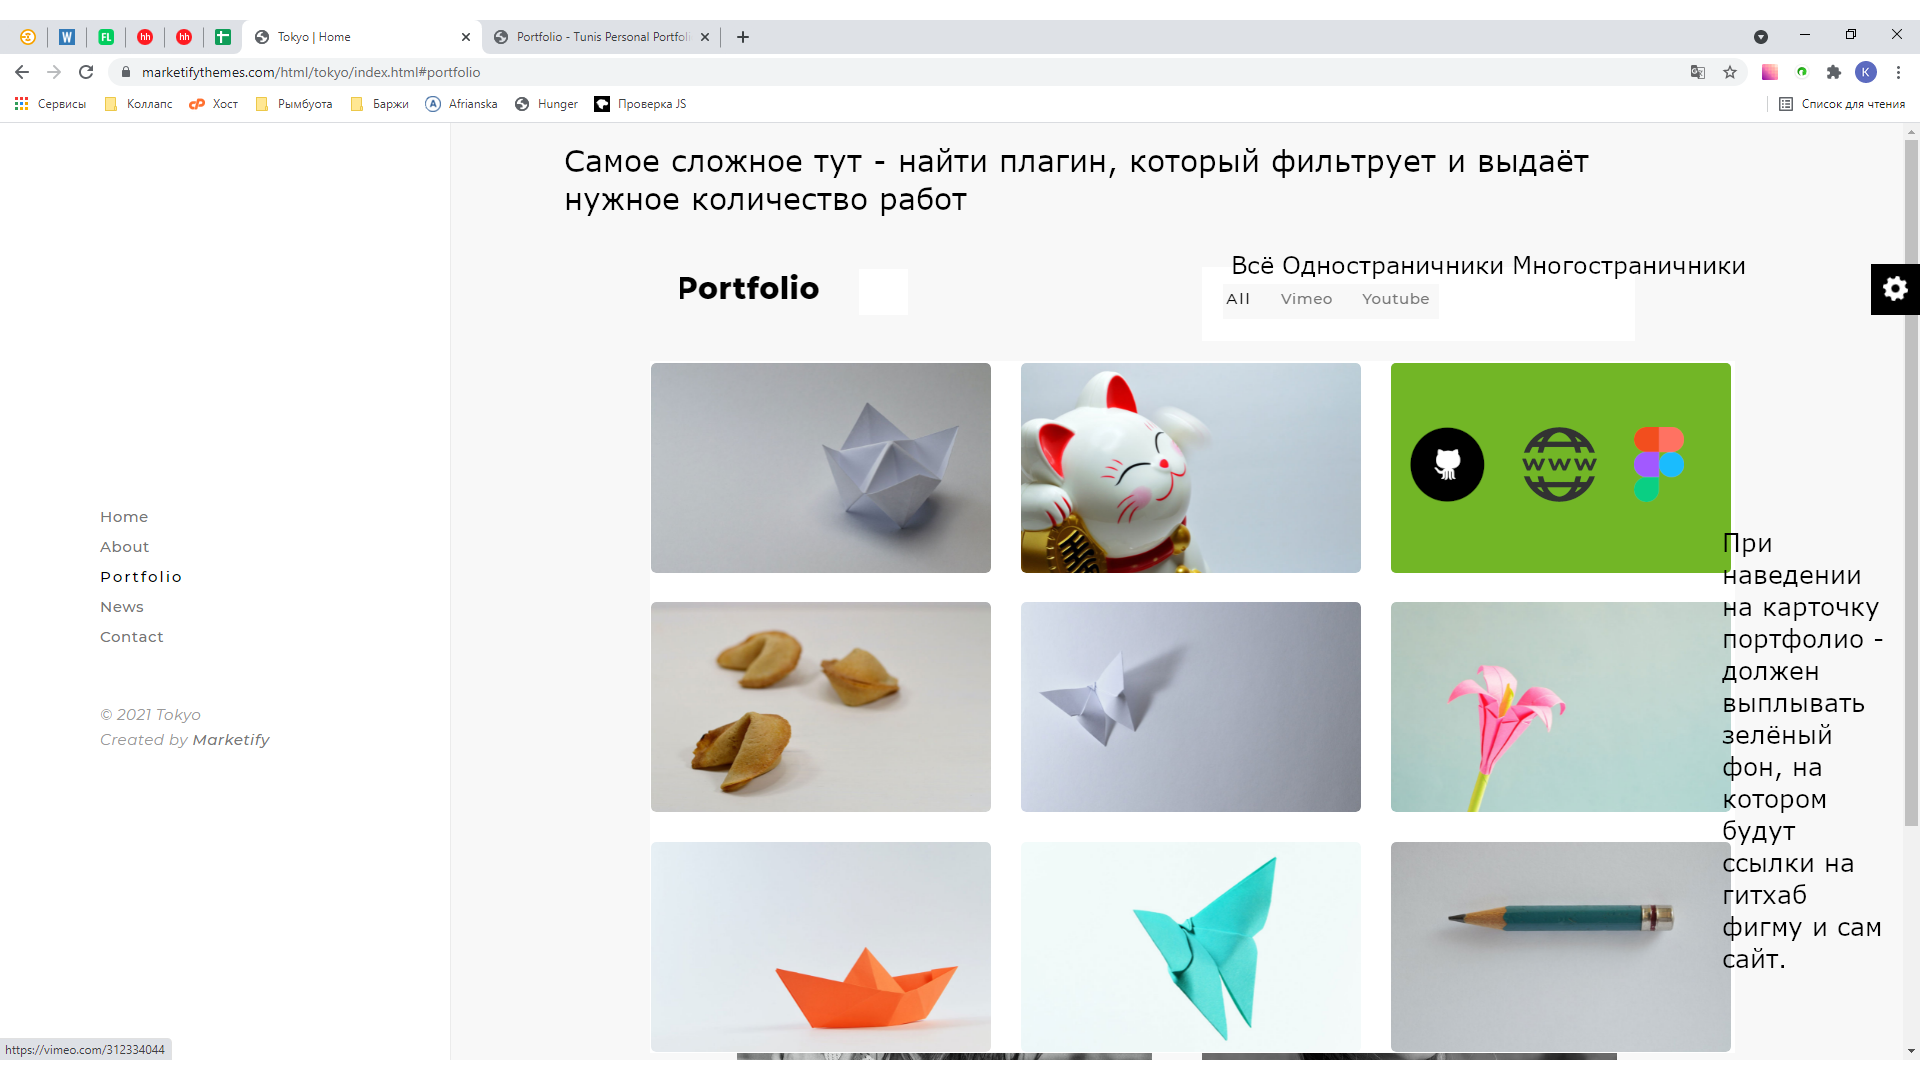 Tokyo | Home
Portfolio - Tunis Personal Portfoli
marketifythemes.com/html/tokyo/index.html#portfolio
Сервисы Коллапс Хост Рымбуота Баржи Afrianska Hunger Проверка JS Список для чтения
Самое сложное тут - найти плагин, который фильтрует и выдаёт
нужное количество работ
Всё Одностраничники Многостраничники
Portfolio
All Vimeo Youtube
WWW
Home
About
Portfolio
News
Contact
© 2021 Tokyo
Created by Marketify
При
наведении
на карточку
портфолио -
должен
выплывать
зелёный
фон, на
котором
будут
ссылки на
гитхаб
фигму и сам
сайт.
https://vimeo.com/312334044